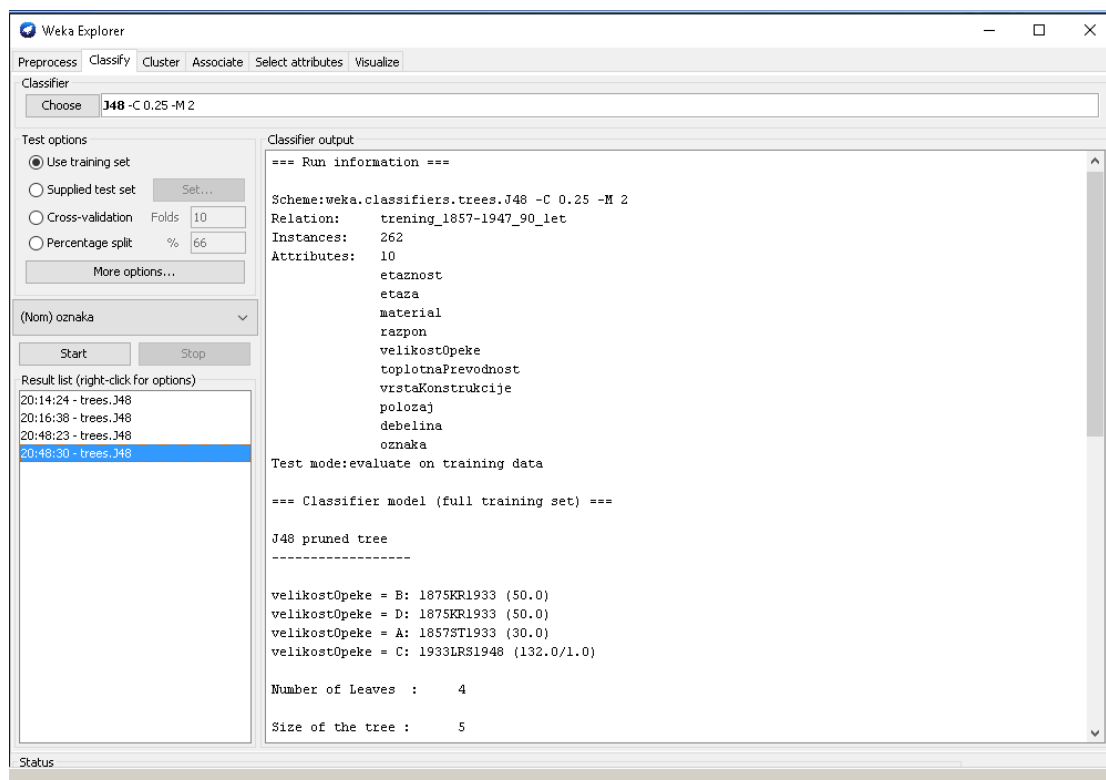 Weka Explorer
Preprocess Classify Cluster Associate Select attributes Visualize
Classifier
Choose J48 -C 0.25 -M 2
Test options
Use training set
Supplied test set Set...
Cross-validation Folds 10
Percentage split % 66
More options...
(Nom) oznaka
Start Stop
Result list (right-click for options)
20:14:24 - trees.J48
20:16:38 - trees.J48
20:48:23 - trees.J48
20:48:30 - trees.J48
Classifier output
=== Run information ===
Scheme:weka.classifiers.trees.J48 -C 0.25 -M 2
Relation: trening_1857-1947_90_let
Instances: 262
Attributes: 10
etaznost
etaza
material
razpon
velikostOpeke
toplotnaPrevodnost
vrstaKonstrukcije
polozaj
debelina
oznaka
Test mode:evaluate on training data
=== Classifier model (full training set) ===
J48 pruned tree
------------------
velikostOpeke = B: 1875KR1933 (50.0)
velikostOpeke = D: 1875KR1933 (50.0)
velikostOpeke = A: 1857ST1933 (30.0)
velikostOpeke = C: 1933LRS1948 (132.0/1.0)
Number of Leaves : 4
Size of the tree : 5
Status